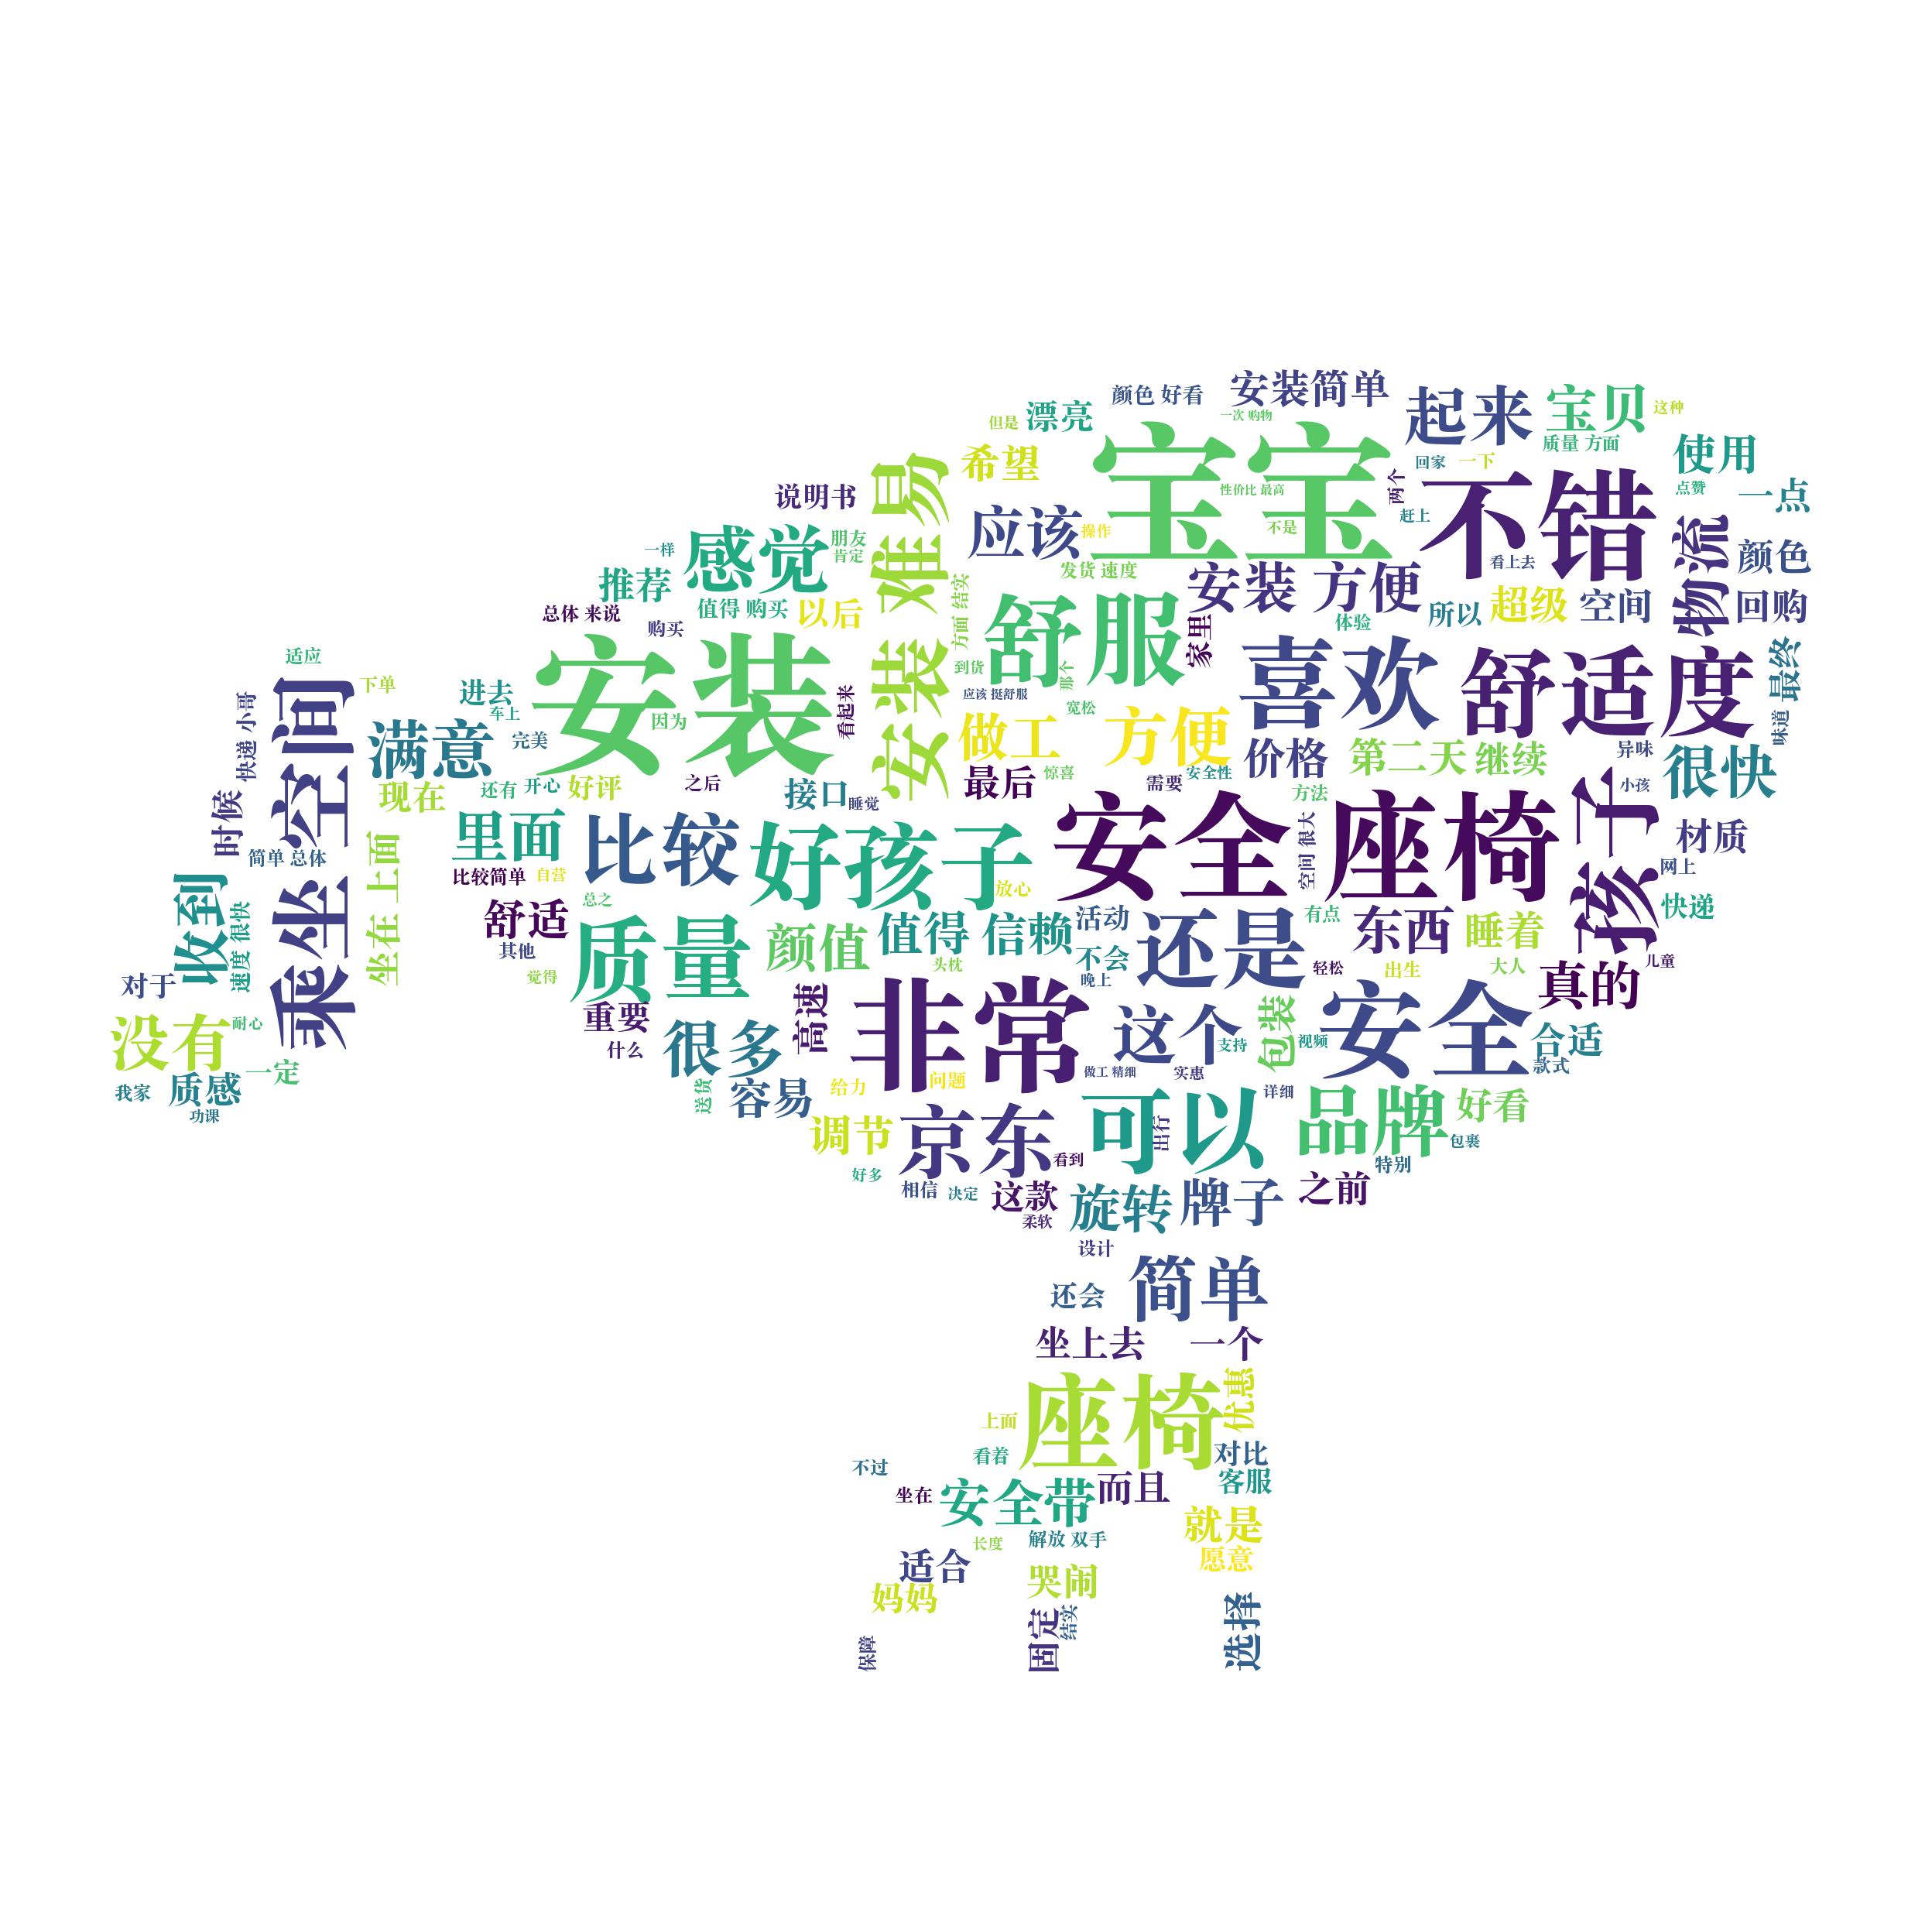 颜色 好看
安装简单
起来
宝贝
这种
但是
漂亮
一次 购物
质量 方面
使用
希望
宝宝
回家
一下
说明书
安装 难易
性价比 最高
两个
不错
点赞
一点
应该
操作
不是
赶上
感觉
朋友
肯定
一样
物流
颜色
看上去
发货 速度
推荐
安装 方便
超级
空间
回购
所以
值得 购买
以后
方面 结实
舒服
体验
总体 来说
购买
家里
适应
安装
喜欢
舒适度
最终
到货
那个
下单
进去
应该 挺舒服
乘坐 空间
快递 小哥
车上
因为
看起来
宽松
味道
满意
完美
做工
方便
价格
第二天
继续
异味
很快
之后
最后
惊喜
需要
安全性
孩子
小孩
现在
还有
开心
好评
接口
睡觉
方法
时候
里面
比较
好孩子
安全
座椅
空间 很大
材质
简单 总体
坐在 上面
网上
比较简单
自营
放心
收到
速度 很快
舒适
总之
快递
质量
颜值
值得
信赖
活动
还是
有点
东西
睡着
其他
不会
对于
觉得
头枕
晚上
轻松
出生
大人
儿童
真的
没有
耐心
重要
高速
非常
这个
包装
安全
合适
很多
什么
支持
视频
一定
款式
做工 精细
实惠
我家
质感
送货
容易
给力
问题
详细
功课
调节
京东
可以
品牌
好看
出行
包裹
看到
好多
特别
相信
决定
这款
旋转
牌子
之前
柔软
设计
还会
简单
坐上去
一个
座椅
优惠
上面
看着
对比
不过
客服
坐在
安全带
而且
就是
长度
解放 双手
愿意
适合
哭闹
妈妈
固定
结实
选择
保障